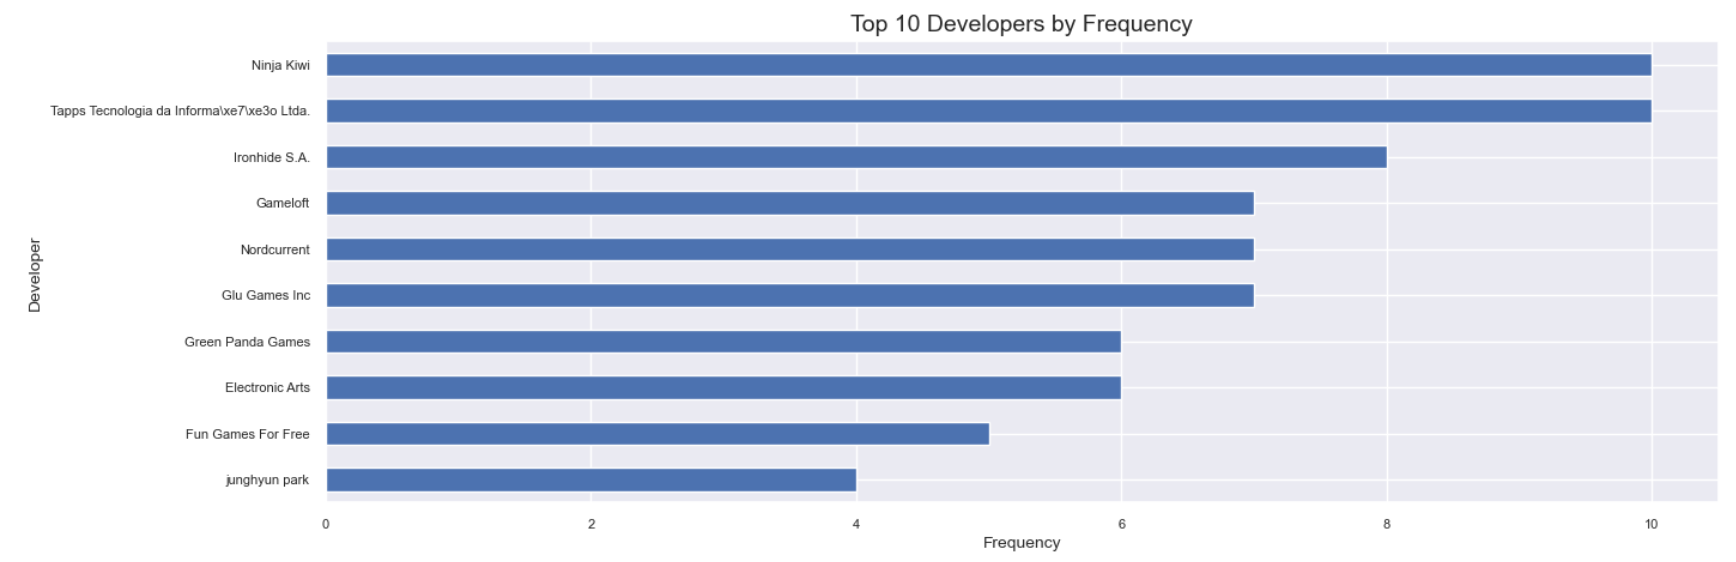 Top 10 Developers by Frequency
Ninja Kiwi
Tapps Tecnologia da Informa\xe7\xe3o Ltda.
Ironhide S.A.
Gameloft
Nordcurrent
Glu Games Inc
Green Panda Games
Electronic Arts
Fun Games For Free
junghyun park
Developer
0 2 4 6 8 10
Frequency